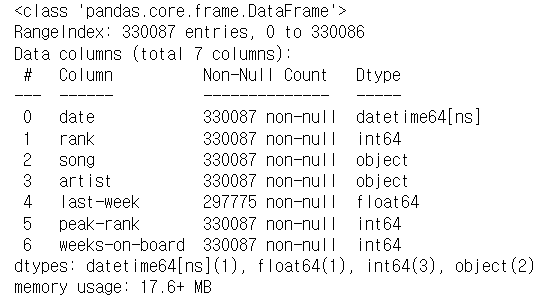 <class 'pandas.core.frame.DataFrame'>
RangeIndex: 330087 entries, 0 to 330086
Data columns (total 7 columns):
 #   Column          Non-Null Count   Dtype
---  ------          --------------   -----
 0   date            330087 non-null  datetime64[ns]
 1   rank            330087 non-null  int64
 2   song            330087 non-null  object
 3   artist          330087 non-null  object
 4   last-week       297775 non-null  float64
 5   peak-rank       330087 non-null  int64
 6   weeks-on-board  330087 non-null  int64
dtypes: datetime64[ns](1), float64(1), int64(3), object(2)
memory usage: 17.6+ MB